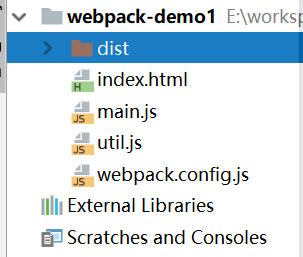 webpack-demo1 E:\worksp
dist
index.html
main.js
util.js
webpack.config.js
External Libraries
Scratches and Consoles